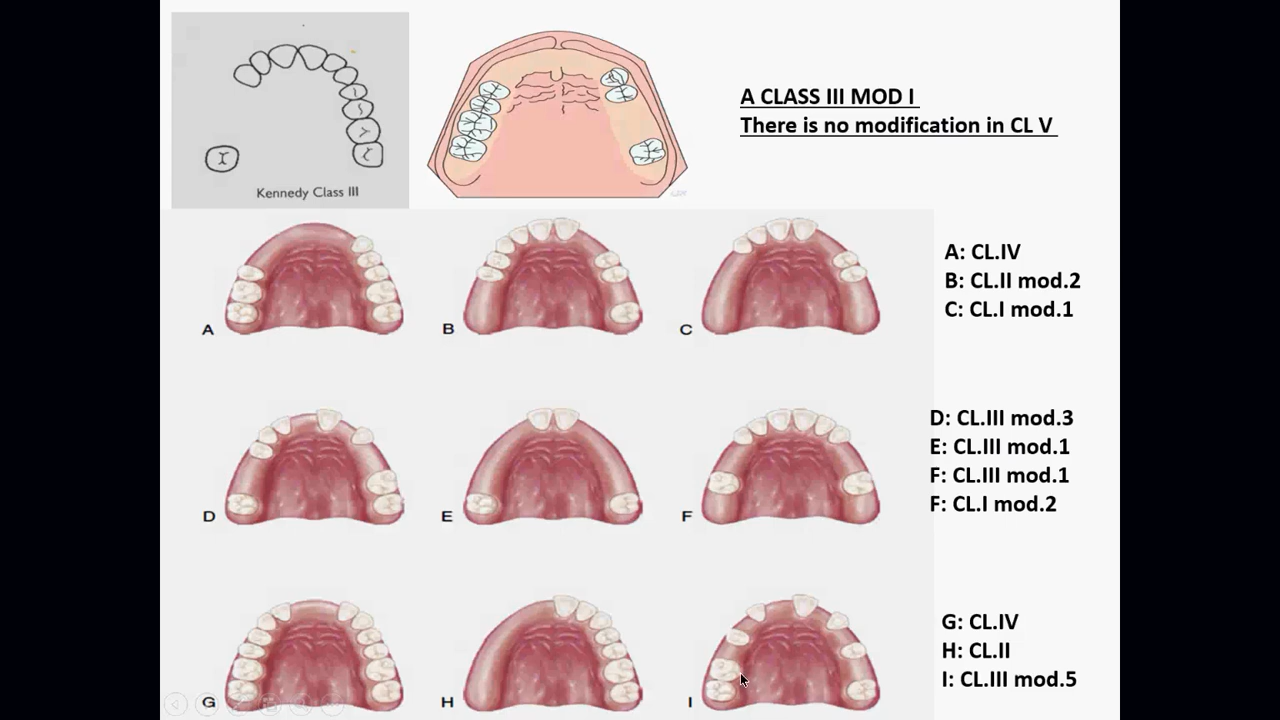 A CLASS III MOD I
There is no modification in CL V
Kennedy Class III
A
B
C
A: CL.IV
B: CL.II mod.2
C: CL.I mod.1
D
E
F
D: CL.III mod.3
E: CL.III mod.1
F: CL.III mod.1
F: CL.I mod.2
G
H
I
G: CL.IV
H: CL.II
I: CL.III mod.5